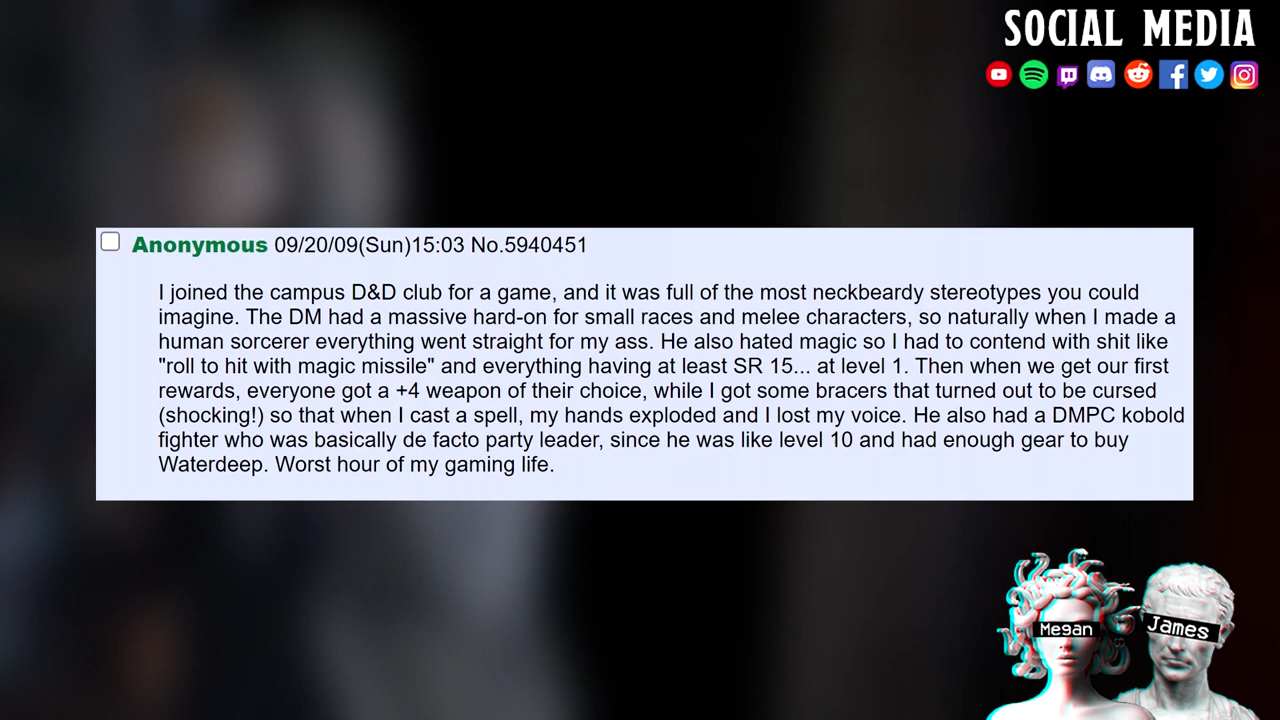 SOCIAL MEDIA
Anonymous 09/20/09(Sun)15:03 No.5940451
I joined the campus D&D club for a game, and it was full of the most neckbeardy stereotypes you could
imagine. The DM had a massive hard-on for small races and melee characters, so naturally when I made a
human sorcerer everything went straight for my ass. He also hated magic so I had to contend with shit like
"roll to hit with magic missile" and everything having at least SR 15... at level 1. Then when we get our first
rewards, everyone got a +4 weapon of their choice, while I got some bracers that turned out to be cursed
(shocking!) so that when I cast a spell, my hands exploded and I lost my voice. He also had a DMPC kobold
fighter who was basically de facto party leader, since he was like level 10 and had enough gear to buy
Waterdeep. Worst hour of my gaming life.
Megan
James